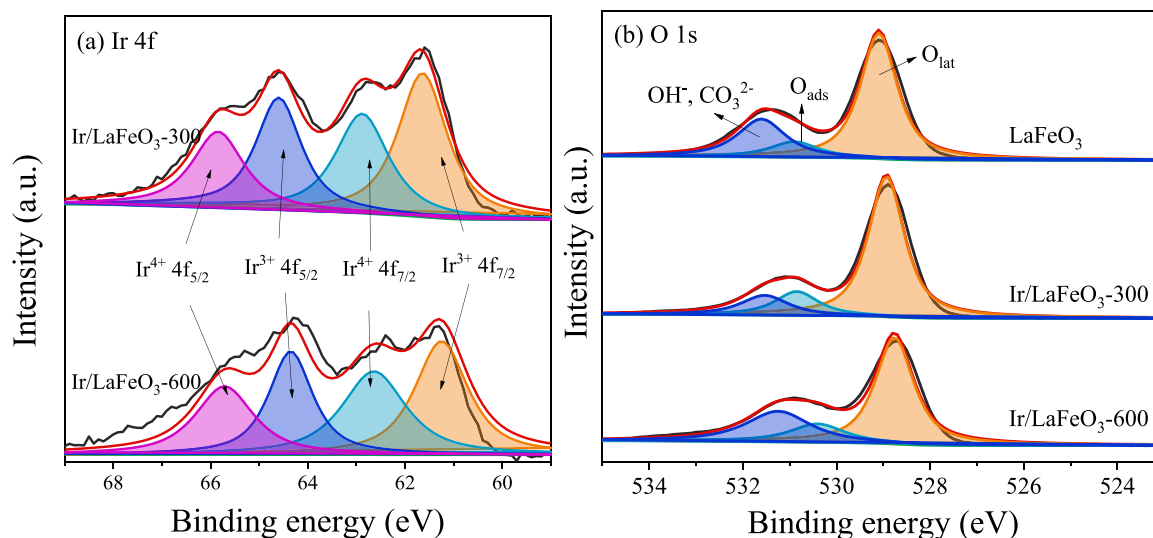 (a) Ir 4f
Ir/LaFeO₃-300
Ir⁴⁺ 4f₅/₂
Ir³⁺ 4f₅/₂
Ir⁴⁺ 4f₇/₂
Ir³⁺ 4f₇/₂
Ir/LaFeO₃-600
68 66 64 62 60
Binding energy (eV)
Intensity (a.u.)
(b) O 1s
Oₗₐₜ
Oₐdₛ
OH⁻, CO₃²⁻
LaFeO₃
Ir/LaFeO₃-300
Ir/LaFeO₃-600
534 532 530 528 526 524
Binding energy (eV)
Intensity (a.u.)